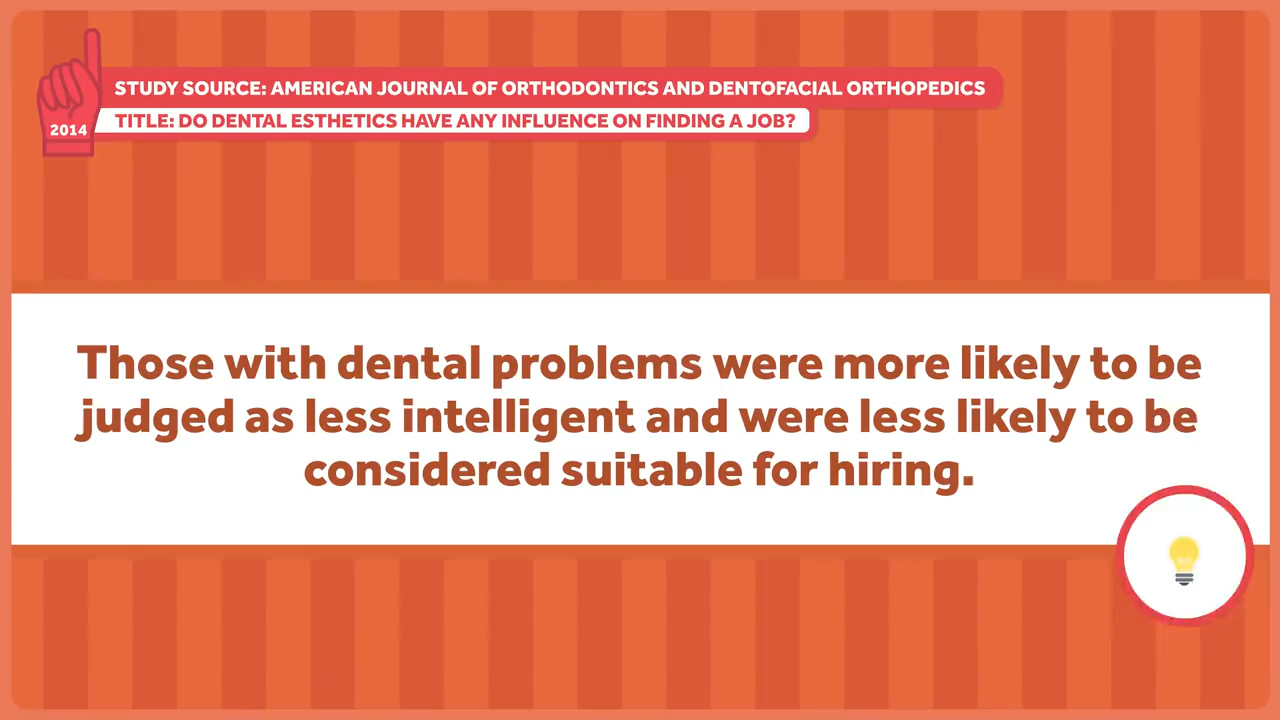 STUDY SOURCE: AMERICAN JOURNAL OF ORTHODONTICS AND DENTOFACIAL ORTHOPEDICS
2014
TITLE: DO DENTAL ESTHETICS HAVE ANY INFLUENCE ON FINDING A JOB?
Those with dental problems were more likely to be
judged as less intelligent and were less likely to be
considered suitable for hiring.